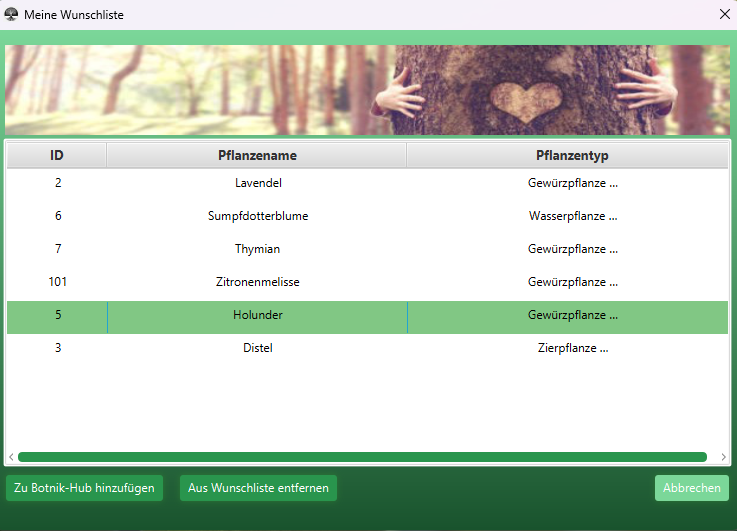 Meine Wunschliste
ID Pflanzename Pflanzentyp
2 Lavendel Gewürzpflanze ...
6 Sumpfdotterblume Wasserpflanze ...
7 Thymian Gewürzpflanze ...
101 Zitronenmelisse Gewürzpflanze ...
5 Holunder Gewürzpflanze ...
3 Distel Zierpflanze ...
Zu Botnik-Hub hinzufügen Aus Wunschliste entfernen Abbrechen